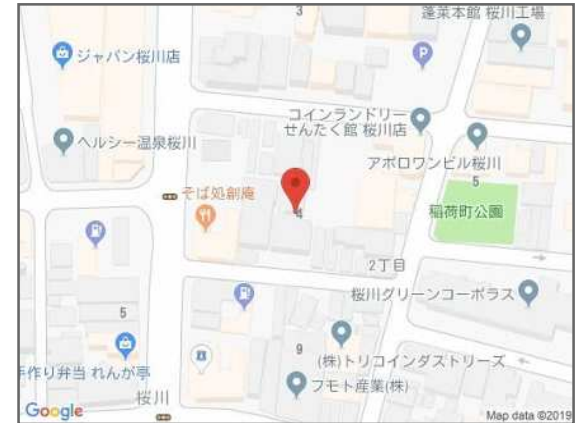 3
蓬菜本館 桜川工場
ジャパン桜川店
P
コインランドリー
せんたく館 桜川店
ヘルシー温泉桜川
アポロワンビル桜川
5
そば処創庵
4
稲荷町公園
2丁目
桜川グリーンコーポラス
5
9
(株)トリコインダストリーズ
手作り弁当 れんが亭
フモト産業(株)
桜川
Google
Map data ©2019